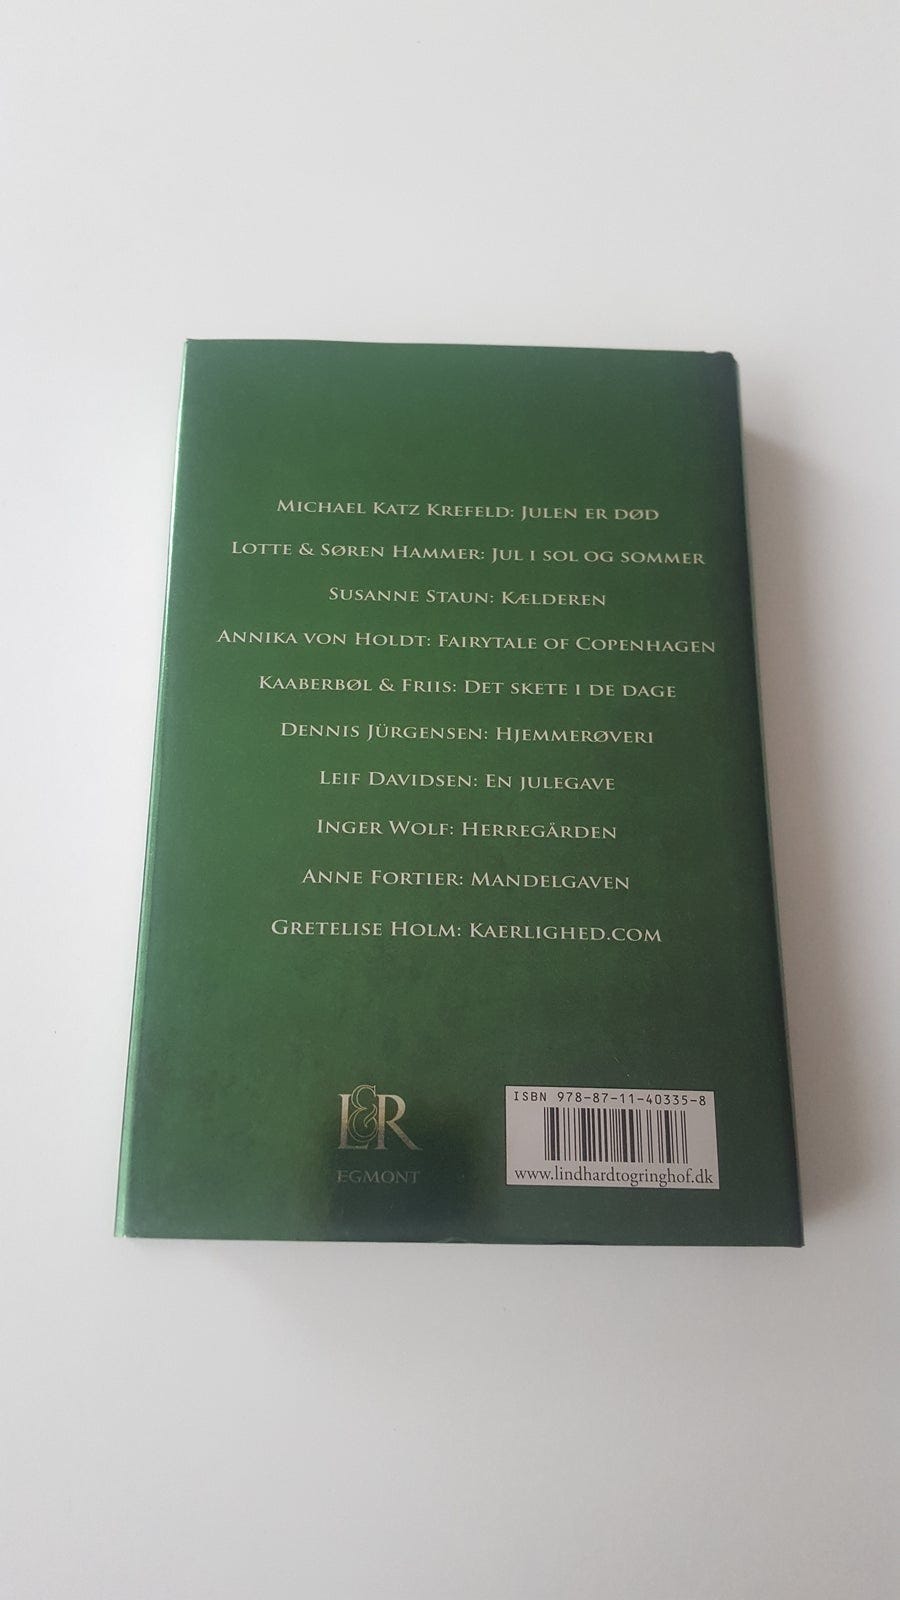 Michael Katz Krefeld: Julen er død
Lotte & Søren Hammer: Jul i sol og sommer
Susanne Staun: Kælderen
Annika von Holdt: Fairytale of Copenhagen
Kaaberbøl & Friis: Det skete i de dage
Dennis Jürgensen: Hjemmerøveri
Leif Davidsen: En julegave
Inger Wolf: Herregården
Anne Fortier: Mandelgaven
Gretelise Holm: Kaerlighed.com
L&R
EGMONT
ISBN 978-87-11-40335-8
www.lindhardtogringhof.dk